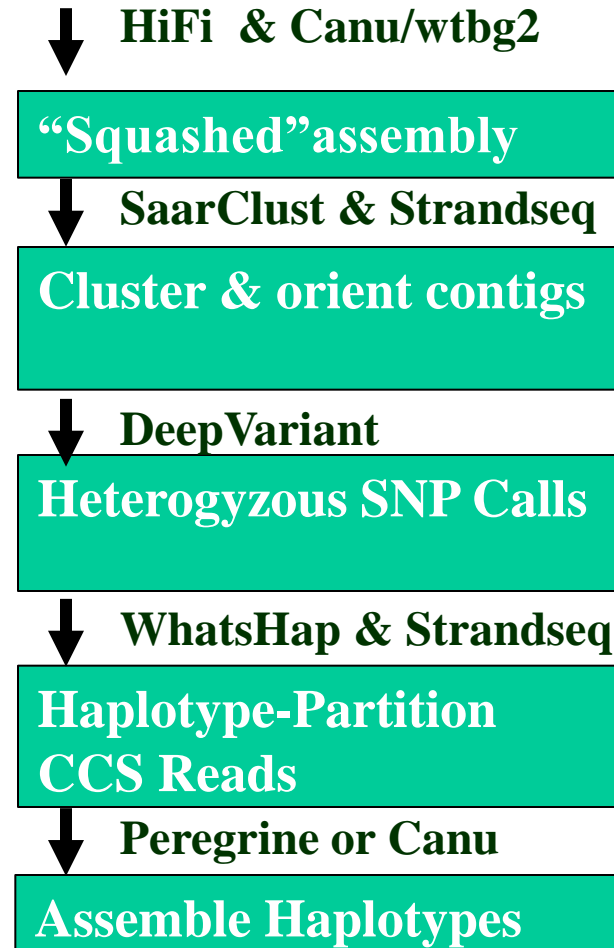 HiFi & Canu/wtbg2
“Squashed”assembly
SaarClust & Strandseq
Cluster & orient contigs
DeepVariant
Heterogyzous SNP Calls
WhatsHap & Strandseq
Haplotype-Partition
CCS Reads
Peregrine or Canu
Assemble Haplotypes